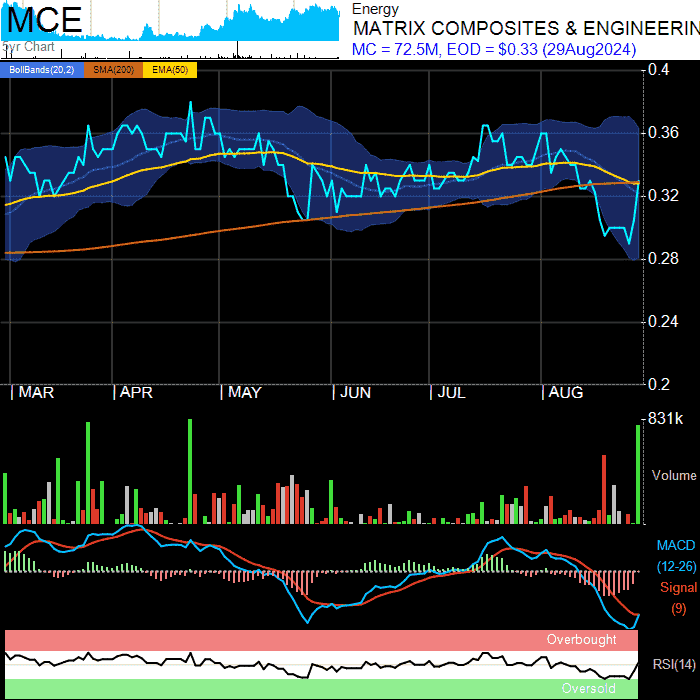 MCE
5yr Chart
Energy
MATRIX COMPOSITES & ENGINEERIN
MC = 72.5M, EOD = $0.33 (29Aug2024)
BollBands(20,2) SMA(200) EMA(50)
0.4
0.36
0.32
0.28
0.24
0.2
MAR APR MAY JUN JUL AUG
831k
Volume
MACD
(12-26)
Signal
(9)
Overbought
RSI(14)
Oversold